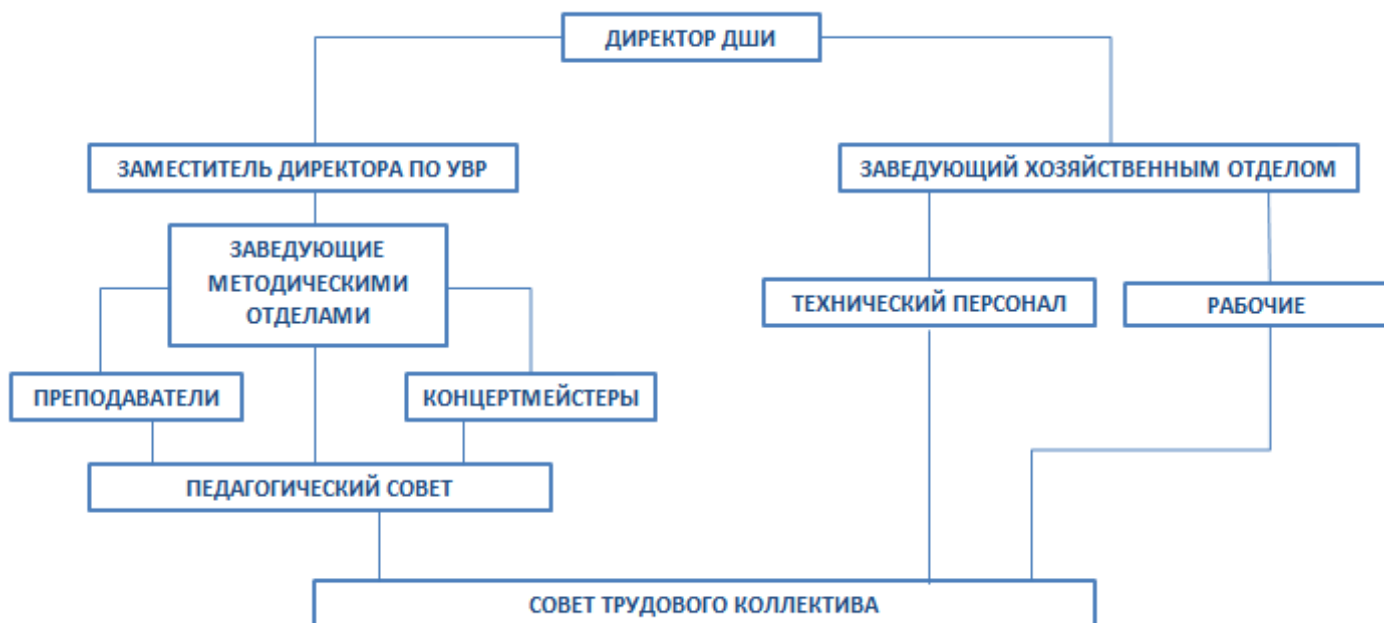 ДИРЕКТОР ДШИ
ЗАМЕСТИТЕЛЬ ДИРЕКТОРА ПО УВР
ЗАВЕДУЮЩИЙ ХОЗЯЙСТВЕННЫМ ОТДЕЛОМ
ЗАВЕДУЮЩИЕ
МЕТОДИЧЕСКИМИ
ОТДЕЛАМИ
ТЕХНИЧЕСКИЙ ПЕРСОНАЛ
РАБОЧИЕ
ПРЕПОДАВАТЕЛИ
КОНЦЕРТМЕЙСТЕРЫ
ПЕДАГОГИЧЕСКИЙ СОВЕТ
СОВЕТ ТРУДОВОГО КОЛЛЕКТИВА